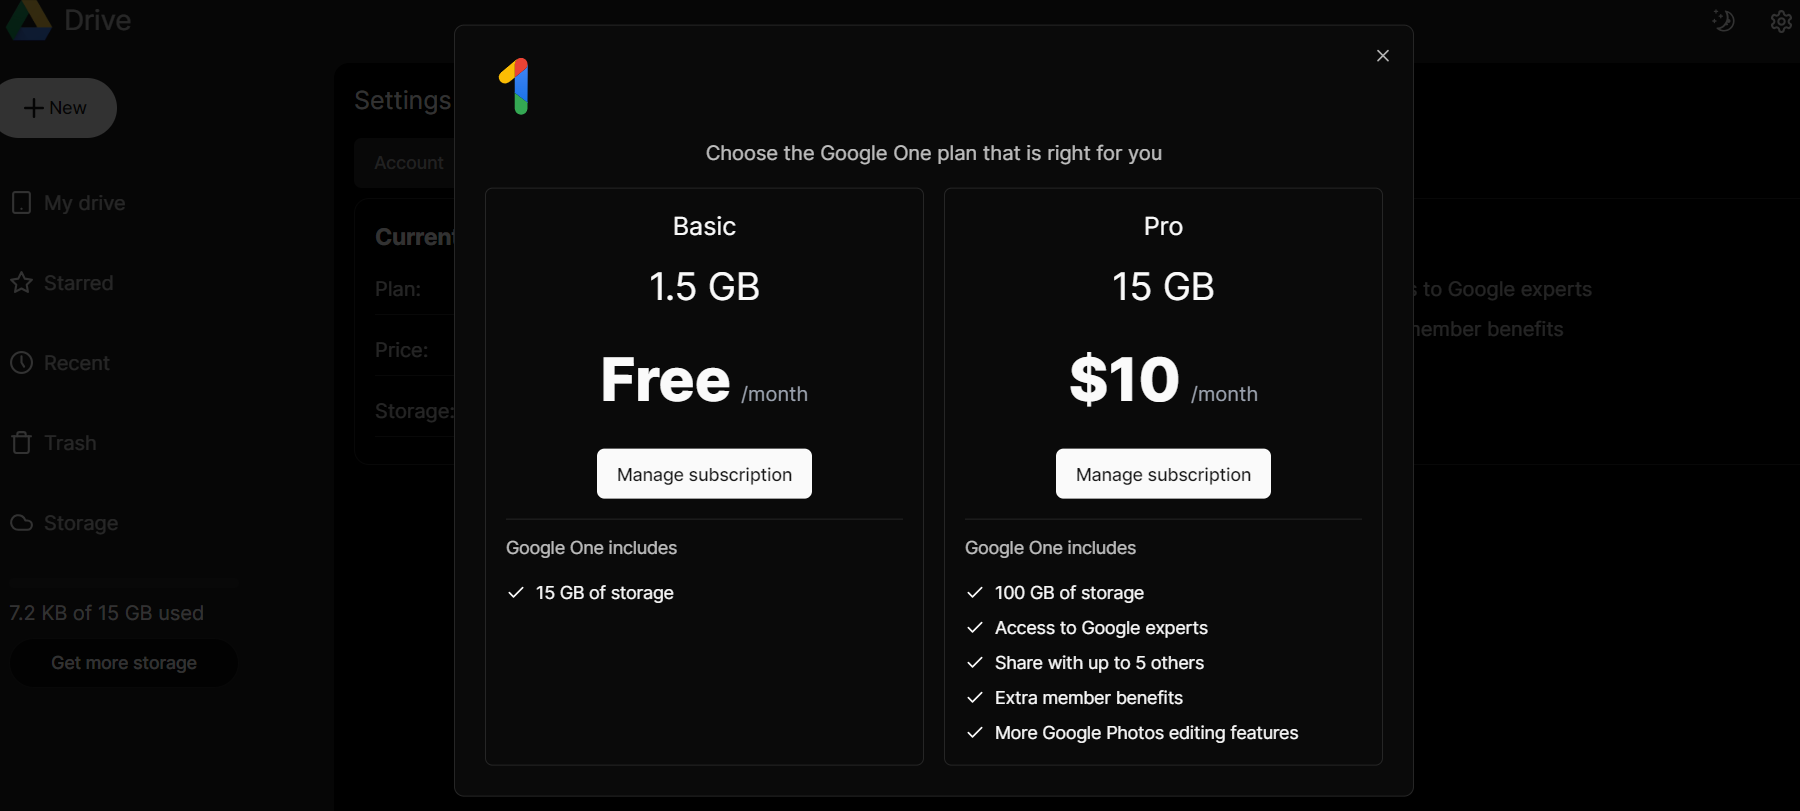 Drive
New
My drive
Starred
Recent
Trash
Storage
7.2 KB of 15 GB used
Get more storage
Settings
Account
Current
Plan:
Price:
Storage:
to Google experts
member benefits
Choose the Google One plan that is right for you
Basic
1.5 GB
Free /month
Manage subscription
Google One includes
15 GB of storage
Pro
15 GB
$10 /month
Manage subscription
Google One includes
100 GB of storage
Access to Google experts
Share with up to 5 others
Extra member benefits
More Google Photos editing features